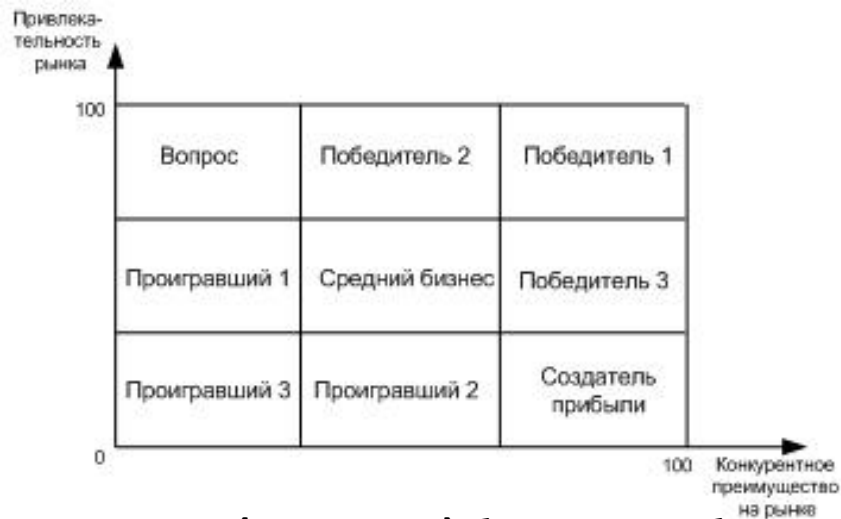 Привлека-
тельность
рынка
100
Вопрос
Победитель 2
Победитель 1
Проигравший 1
Средний бизнес
Победитель 3
Проигравший 3
Проигравший 2
Создатель
прибыли
0
100
Конкурентное
преимущество
на рынке